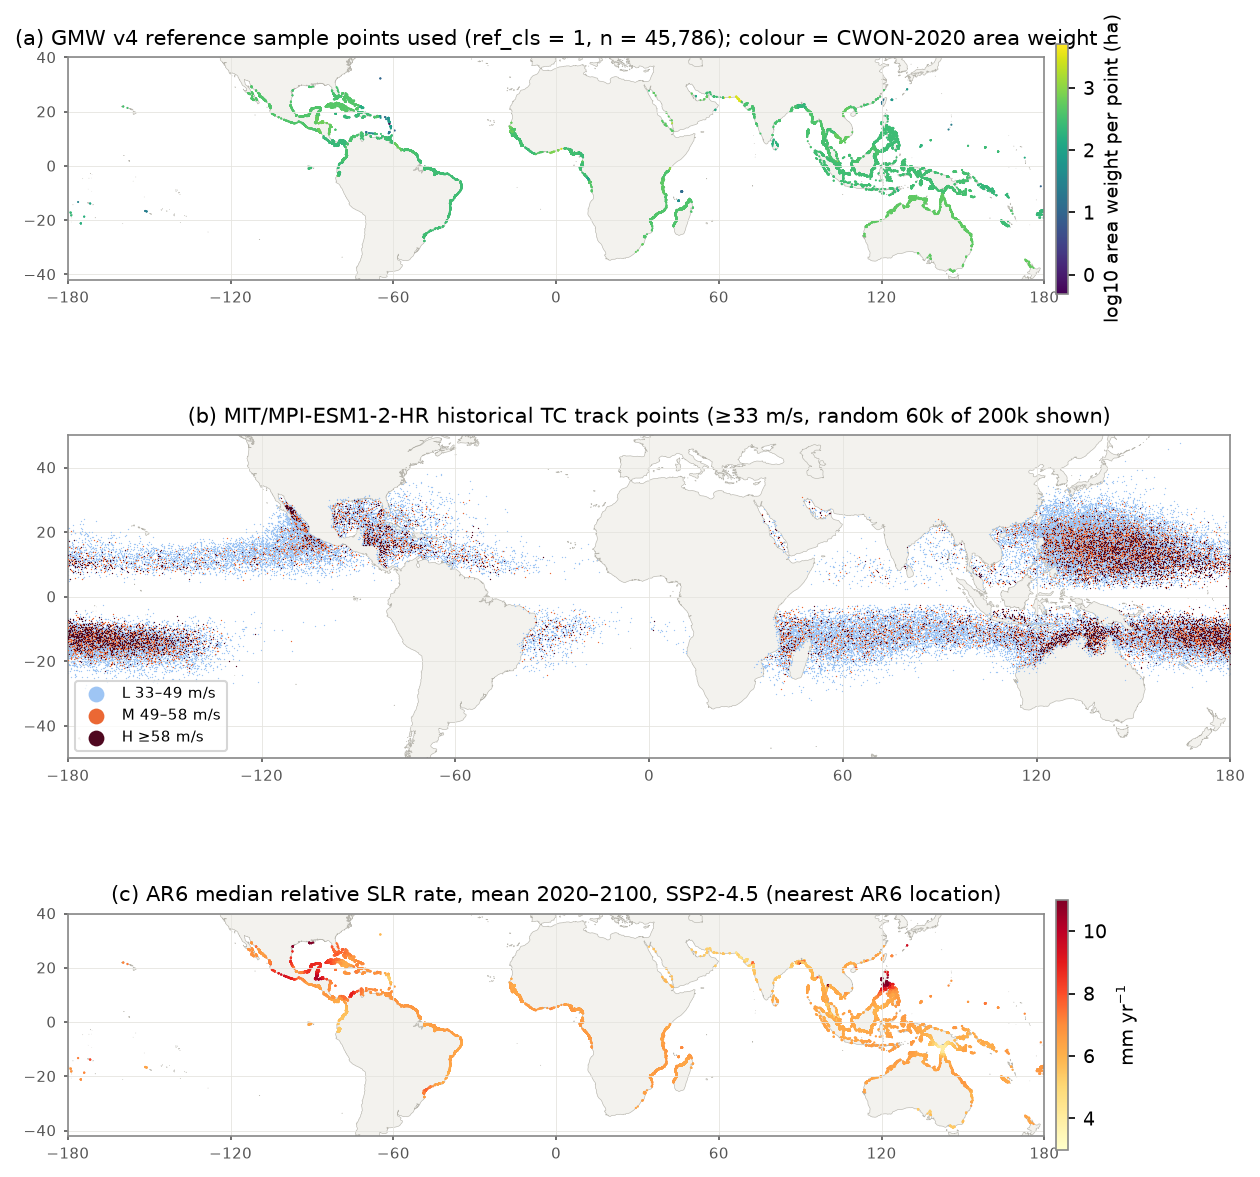 (a) GMW v4 reference sample points used (ref_cls = 1, n = 45,786); colour = CWON-2020 area weight
40
20
0
−20
−40
−180 −120 −60 0 60 120 180
3
2
1
0
log10 area weight per point (ha)
(b) MIT/MPI-ESM1-2-HR historical TC track points (≥33 m/s, random 60k of 200k shown)
40
20
0
−20
−40
L 33–49 m/s
M 49–58 m/s
H ≥58 m/s
−180 −120 −60 0 60 120 180
(c) AR6 median relative SLR rate, mean 2020–2100, SSP2-4.5 (nearest AR6 location)
40
20
0
−20
−40
−180 −120 −60 0 60 120 180
10
8
6
4
mm yr⁻¹